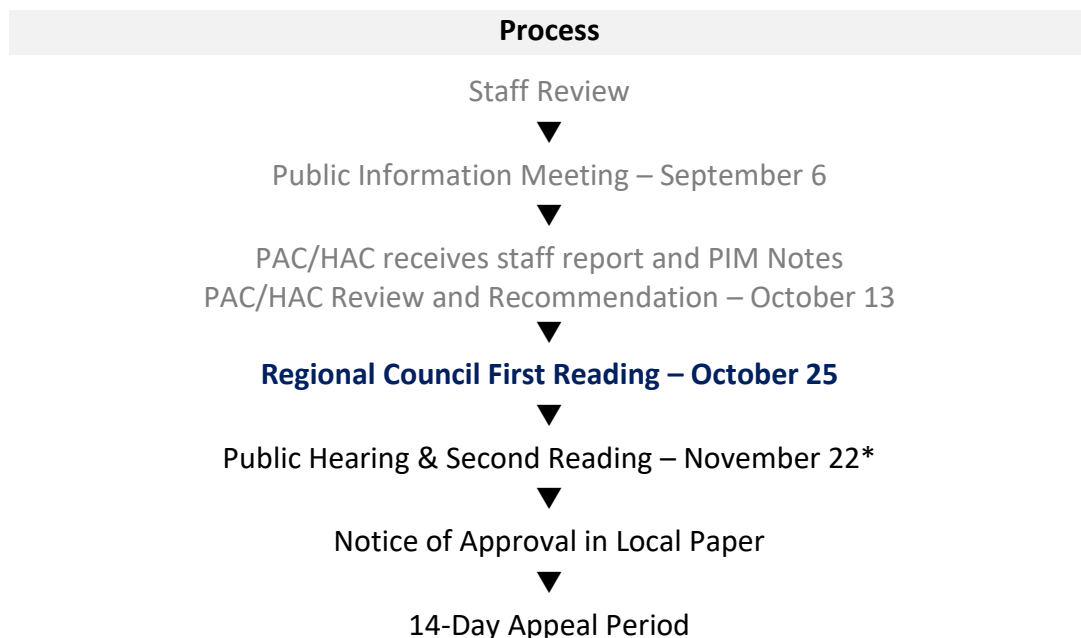 Process
Staff Review
Public Information Meeting – September 6
PAC/HAC receives staff report and PIM Notes
PAC/HAC Review and Recommendation – October 13
Regional Council First Reading – October 25
Public Hearing & Second Reading – November 22*
Notice of Approval in Local Paper
14-Day Appeal Period